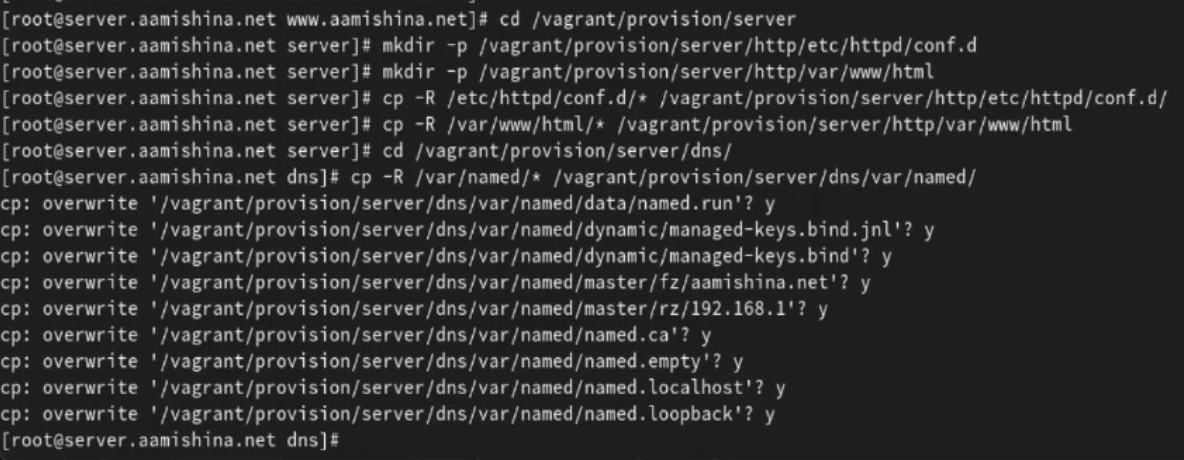 [root@server.aamishina.net www.aamishina.net]# cd /vagrant/provision/server
[root@server.aamishina.net server]# mkdir -p /vagrant/provision/server/http/etc/httpd/conf.d
[root@server.aamishina.net server]# mkdir -p /vagrant/provision/server/http/var/www/html
[root@server.aamishina.net server]# cp -R /etc/httpd/conf.d/* /vagrant/provision/server/http/etc/httpd/conf.d/
[root@server.aamishina.net server]# cp -R /var/www/html/* /vagrant/provision/server/http/var/www/html
[root@server.aamishina.net server]# cd /vagrant/provision/server/dns/
[root@server.aamishina.net dns]# cp -R /var/named/* /vagrant/provision/server/dns/var/named/
cp: overwrite '/vagrant/provision/server/dns/var/named/data/named.run'? y
cp: overwrite '/vagrant/provision/server/dns/var/named/dynamic/managed-keys.bind.jnl'? y
cp: overwrite '/vagrant/provision/server/dns/var/named/dynamic/managed-keys.bind'? y
cp: overwrite '/vagrant/provision/server/dns/var/named/master/fz/aamishina.net'? y
cp: overwrite '/vagrant/provision/server/dns/var/named/master/rz/192.168.1'? y
cp: overwrite '/vagrant/provision/server/dns/var/named/named.ca'? y
cp: overwrite '/vagrant/provision/server/dns/var/named/named.empty'? y
cp: overwrite '/vagrant/provision/server/dns/var/named/named.localhost'? y
cp: overwrite '/vagrant/provision/server/dns/var/named/named.loopback'? y
[root@server.aamishina.net dns]#